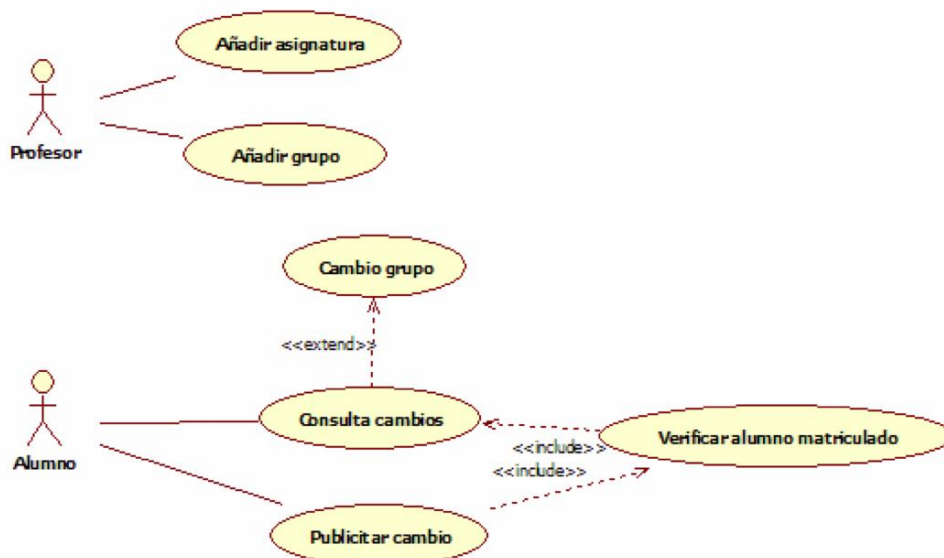 Añadir asignatura
Profesor
Añadir grupo
Cambio grupo
<<extend>>
Consulta cambios
Verificar alumno matriculado
<<include>>
<<include>>
Alumno
Publicitar cambio